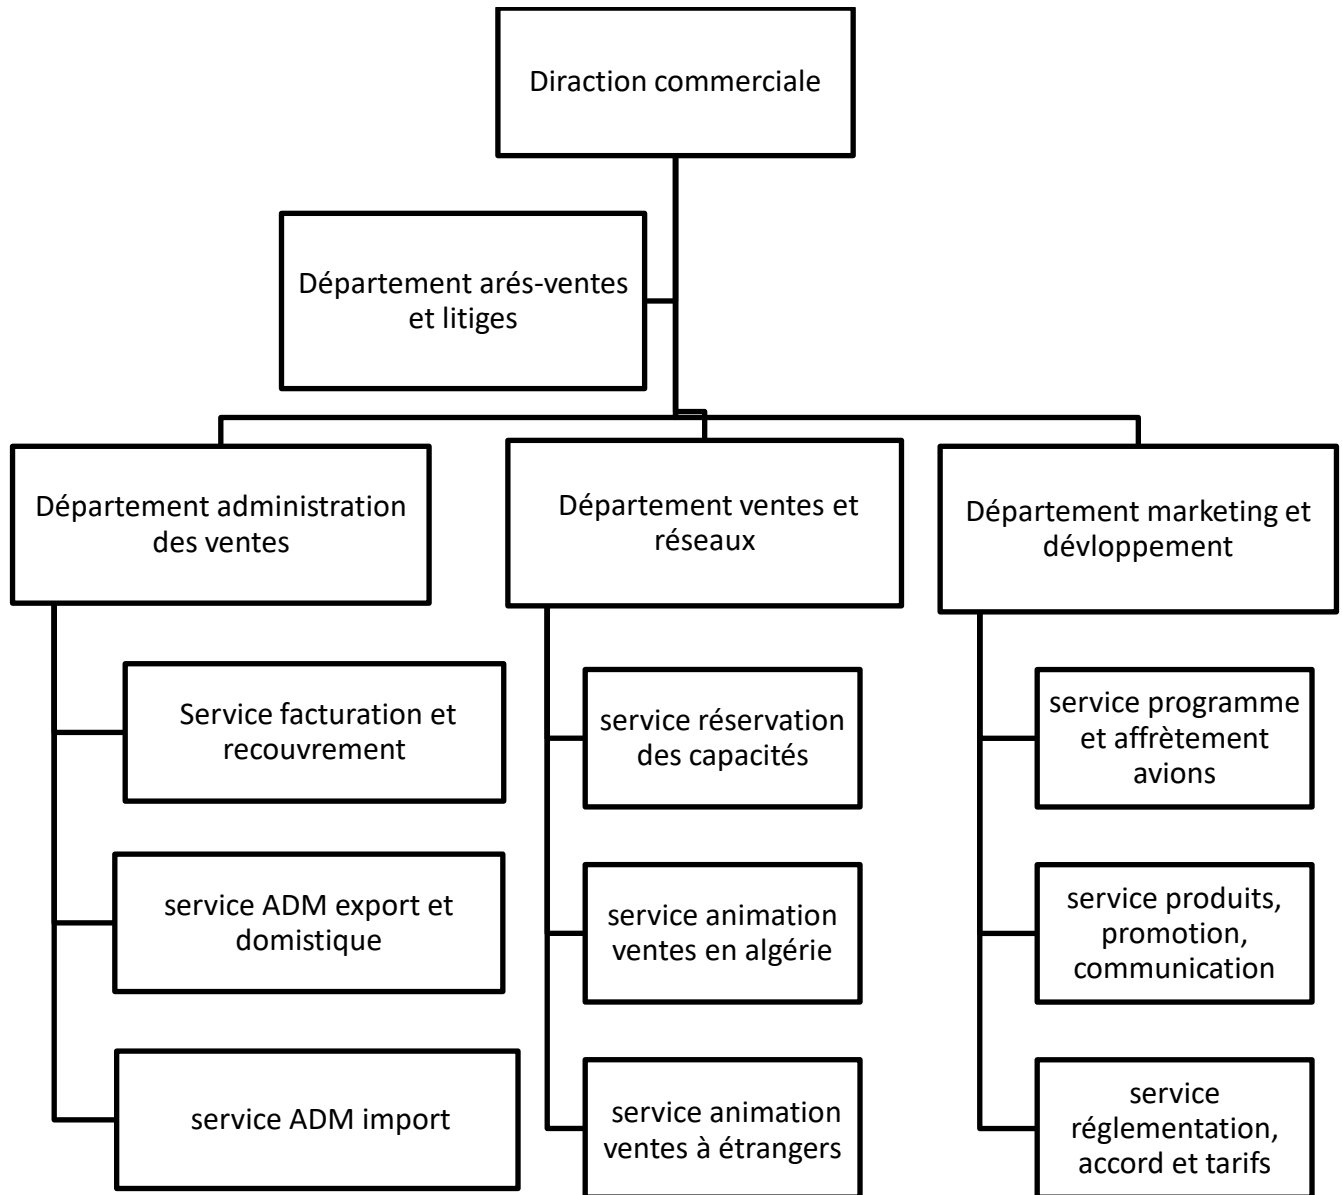 Diraction commerciale
Département arés-ventes
et litiges
Département administration
des ventes
Département ventes et
réseaux
Département marketing et
dévloppement
Service facturation et
recouvrement
service ADM export et
domistique
service ADM import
service réservation
des capacités
service animation
ventes en algérie
service animation
ventes à étrangers
service programme
et affrètement
avions
service produits,
promotion,
communication
service
réglementation,
accord et tarifs